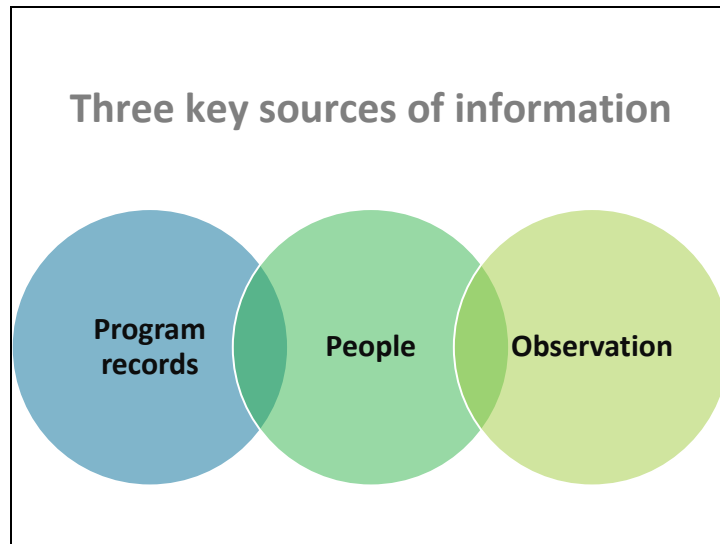 Three key sources of information
Program
records
People
Observation